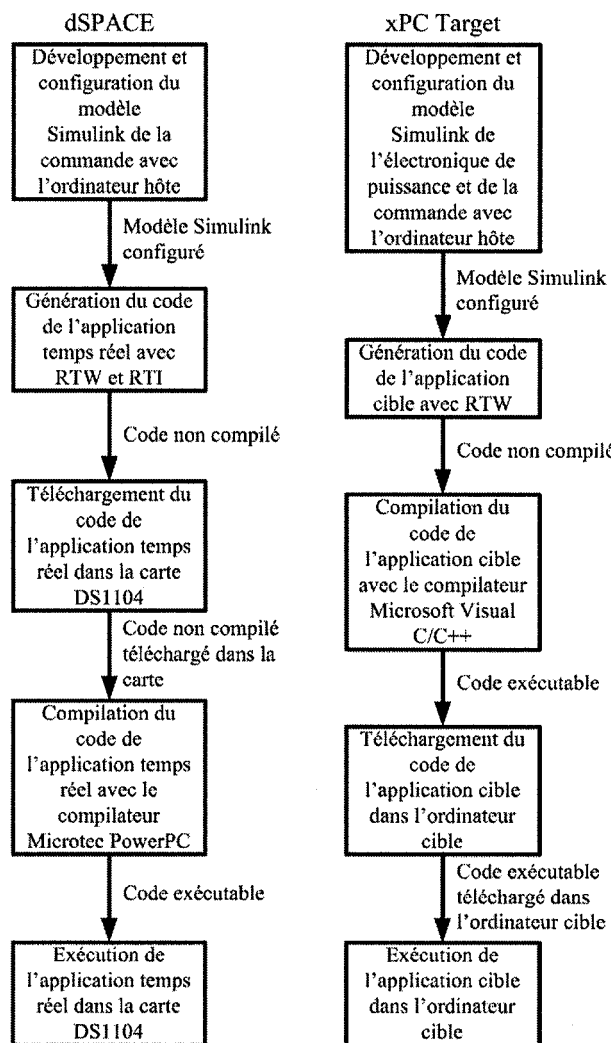 dSPACE
Développement et
configuration du
modèle
Simulink de la
commande avec
l'ordinateur hôte
Modèle Simulink
configuré
Génération du code
de l'application
temps réel avec
RTW et RTI
Code non compilé
Téléchargement du
code de
l'application temps
réel dans la carte
DS1104
Code non compilé
téléchargé dans la
carte
Compilation du
code de
l'application temps
réel avec le
compilateur
Microtec PowerPC
Code exécutable
Exécution de
l'application temps
réel dans la carte
DS1104
xPC Target
Développement et
configuration du
modèle
Simulink de
l'électronique de
puissance et de la
commande avec
l'ordinateur hôte
Modèle Simulink
configuré
Génération du code
de l'application
cible avec RTW
Code non compilé
Compilation du
code de
l'application cible
avec le compilateur
Microsoft Visual
C/C++
Code exécutable
Téléchargement du
code de
l'application cible
dans l'ordinateur
cible
Code exécutable
téléchargé dans
l'ordinateur cible
Exécution de
l'application cible
dans l'ordinateur
cible